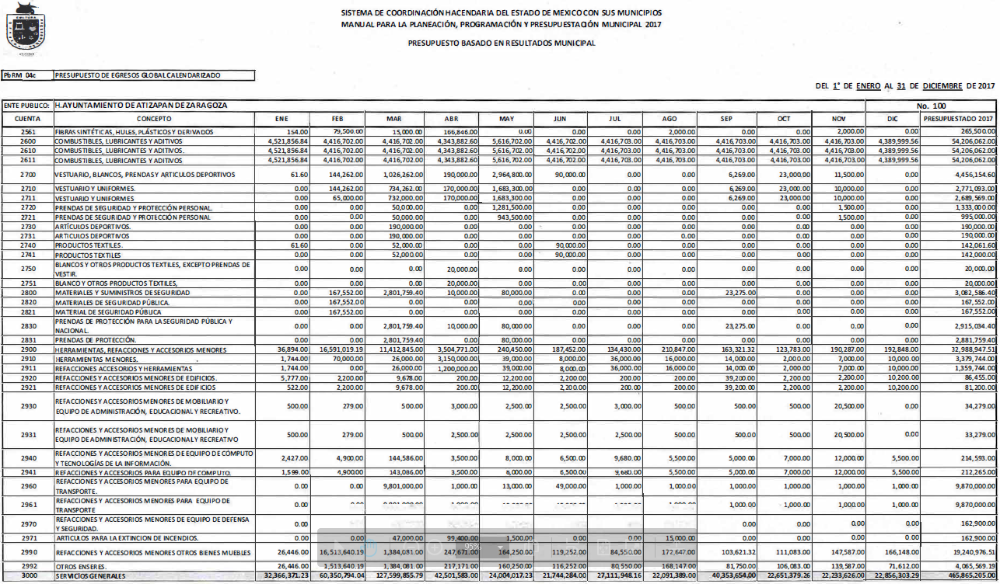 CULTURA
SISTEMA DE COORDINACIÓN HACENDARIA DEL ESTADO DE MEXICO CON SUS MUNICIPIOS
MANUAL PARA LA PLANEACIÓN, PROGRAMACIÓN Y PRESUPUESTACIÓN MUNICIPAL 2017
PRESUPUESTO BASADO EN RESULTADOS MUNICIPAL
PbRM 04c PRESUPUESTO DE EGRESOS GLOBAL CALENDARIZADO
DEL 1° DE ENERO AL 31 DE DICIEMBRE DE 2017
ENTE PUBLICO: H.AYUNTAMIENTO DE ATIZAPAN DE ZARAGOZA No. 100
CUENTA CONCEPTO ENE FEB MAR ABR MAY JUN JUL AGO SEP OCT NOV DIC PRESUPUESTADO 2017
2561 FIBRAS SINTÉTICAS, HULES, PLÁSTICOS Y DERIVADOS 154.00 79,500.00 15,000.00 166,846.00 0.00 0.00 0.00 2,000.00 0.00 0.00 2,000.00 0.00 265,500.00
2600 COMBUSTIBLES, LUBRICANTES Y ADITIVOS 4,521,856.84 4,416,702.00 4,416,702.00 4,343,882.60 5,616,702.00 4,416,702.00 4,416,703.00 4,416,703.00 4,416,703.00 4,416,703.00 4,416,703.00 4,389,999.56 54,206,062.00
2610 COMBUSTIBLES, LUBRICANTES Y ADITIVOS. 4,521,856.84 4,416,702.00 4,416,702.00 4,343,882.60 5,616,702.00 4,416,702.00 4,416,703.00 4,416,703.00 4,416,703.00 4,416,703.00 4,416,703.00 4,389,999.56 54,206,062.00
2611 COMBUSTIBLES, LUBRICANTES Y ADITIVOS 4,521,856.84 4,416,702.00 4,416,702.00 4,343,882.60 5,616,702.00 4,416,702.00 4,416,703.00 4,416,703.00 4,416,703.00 4,416,703.00 4,416,703.00 4,389,999.56 54,206,062.00
2700 VESTUARIO, BLANCOS, PRENDAS Y ARTICULOS DEPORTIVOS 61.60 144,262.00 1,026,262.00 190,000.00 2,964,800.00 90,000.00 0.00 0.00 6,269.00 23,000.00 11,500.00 0.00 4,456,154.60
2710 VESTUARIO Y UNIFORMES. 0.00 144,262.00 734,262.00 170,000.00 1,683,300.00 0.00 0.00 0.00 6,269.00 23,000.00 10,000.00 0.00 2,771,093.00
2711 VESTUARIO Y UNIFORMES 0.00 65,000.00 732,000.00 170,000.00 1,683,300.00 0.00 0.00 0.00 6,269.00 23,000.00 10,000.00 0.00 2,689,569.00
2720 PRENDAS DE SEGURIDAD Y PROTECCIÓN PERSONAL. 0.00 0.00 50,000.00 0.00 1,281,500.00 0.00 0.00 0.00 0.00 0.00 1,500.00 0.00 1,333,000.00
2721 PRENDAS DE SEGURIDAD Y PROTECCIÓN PERSONAL 0.00 0.00 50,000.00 0.00 943,500.00 0.00 0.00 0.00 0.00 0.00 1,500.00 0.00 995,000.00
2730 ARTÍCULOS DEPORTIVOS. 0.00 0.00 190,000.00 0.00 0.00 0.00 0.00 0.00 0.00 0.00 0.00 0.00 190,000.00
2731 ARTICULOS DEPORTIVOS 0.00 0.00 190,000.00 0.00 0.00 0.00 0.00 0.00 0.00 0.00 0.00 0.00 190,000.00
2740 PRODUCTOS TEXTILES. 61.60 0.00 52,000.00 0.00 0.00 90,000.00 0.00 0.00 0.00 0.00 0.00 0.00 142,061.60
2741 PRODUCTOS TEXTILES 0.00 0.00 52,000.00 0.00 0.00 90,000.00 0.00 0.00 0.00 0.00 0.00 0.00 142,000.00
2750 BLANCOS Y OTROS PRODUCTOS TEXTILES, EXCEPTO PRENDAS DE
VESTIR. 0.00 0.00 0.00 20,000.00 0.00 0.00 0.00 0.00 0.00 0.00 0.00 0.00 20,000.00
2751 BLANCO Y OTROS PRODUCTOS TEXTILES, 0.00 0.00 0.00 20,000.00 0.00 0.00 0.00 0.00 0.00 0.00 0.00 0.00 20,000.00
2800 MATERIALES Y SUMINISTROS DE SEGURIDAD 0.00 167,552.00 2,801,759.40 10,000.00 80,000.00 0.00 0.00 0.00 23,275.00 0.00 0.00 0.00 3,082,586.40
2820 MATERIALES DE SEGURIDAD PÚBLICA. 0.00 167,552.00 0.00 0.00 0.00 0.00 0.00 0.00 0.00 0.00 0.00 0.00 167,552.00
2821 MATERIAL DE SEGURIDAD PÚBLICA 0.00 167,552.00 0.00 0.00 0.00 0.00 0.00 0.00 0.00 0.00 0.00 0.00 167,552.00
2830 PRENDAS DE PROTECCIÓN PARA LA SEGURIDAD PÚBLICA Y
NACIONAL. 0.00 0.00 2,801,759.40 10,000.00 80,000.00 0.00 0.00 0.00 23,275.00 0.00 0.00 0.00 2,915,034.40
2831 PRENDAS DE PROTECCIÓN. 0.00 0.00 2,801,759.40 0.00 80,000.00 0.00 0.00 0.00 0.00 0.00 0.00 0.00 2,881,759.40
2900 HERRAMIENTAS, REFACCIONES Y ACCESORIOS MENORES 36,894.00 16,591,019.19 11,412,845.00 3,504,771.00 240,450.00 187,452.00 134,430.00 210,847.00 163,321.32 123,783.00 190,287.00 192,848.00 32,988,947.51
2910 HERRAMIENTAS MENORES. 1,744.00 70,000.00 26,000.00 3,150,000.00 39,000.00 8,000.00 36,000.00 16,000.00 14,000.00 2,000.00 7,000.00 10,000.00 3,379,744.00
2911 REFACCIONES ACCESORIOS Y HERRAMIENTAS 1,744.00 0.00 26,000.00 1,200,000.00 39,000.00 8,000.00 36,000.00 16,000.00 14,000.00 2,000.00 7,000.00 10,000.00 1,359,744.00
2920 REFACCIONES Y ACCESORIOS MENORES DE EDIFICIOS. 5,777.00 2,200.00 9,678.00 200.00 12,200.00 2,200.00 200.00 200.00 39,200.00 2,200.00 2,200.00 10,200.00 86,455.00
2921 REFACCIONES Y ACCESORIOS MENORES DE EDIFICIOS 522.00 2,200.00 9,678.00 200.00 12,200.00 2,200.00 200.00 200.00 39,200.00 2,200.00 2,200.00 10,200.00 81,200.00
2930 REFACCIONES Y ACCESORIOS MENORES DE MOBILIARIO Y
EQUIPO DE ADMINISTRACIÓN, EDUCACIONAL Y RECREATIVO. 500.00 279.00 500.00 3,000.00 2,500.00 2,500.00 3,000.00 500.00 500.00 500.00 20,500.00 0.00 34,279.00
2931 REFACCIONES Y ACCESORIOS MENORES DE MOBILIARIO Y
EQUIPO DE ADMINISTRACIÓN, EDUCACIONAL Y RECREATIVO 500.00 279.00 500.00 2,500.00 2,500.00 2,500.00 2,500.00 500.00 500.00 500.00 20,500.00 0.00 33,279.00
2940 REFACCIONES Y ACCESORIOS MENORES DE EQUIPO DE CÓMPUTO
Y TECNOLOGÍAS DE LA INFORMACIÓN. 2,427.00 4,900.00 144,586.00 3,500.00 8,000.00 6,500.00 9,680.00 5,500.00 5,000.00 7,000.00 12,000.00 5,500.00 214,593.00
2941 REFACCIONES Y ACCESORIOS PARA EQUIPO DE COMPUTO. 1,599.00 4,900.00 143,086.00 3,500.00 8,000.00 6,500.00 9,680.00 5,500.00 5,000.00 7,000.00 12,000.00 5,500.00 212,265.00
2960 REFACCIONES Y ACCESORIOS MENORES PARA EQUIPO DE
TRANSPORTE. 0.00 0.00 9,801,000.00 1,000.00 13,000.00 49,000.00 1,000.00 1,000.00 1,000.00 1,000.00 1,000.00 1,000.00 9,870,000.00
2961 REFACCIONES Y ACCESORIOS MENORES PARA EQUIPO DE
TRANSPORTE 0.00 1,000.00 1,000.00 1,000.00 1,000.00 9,870,000.00
2970 REFACCIONES Y ACCESORIOS MENORES DE EQUIPO DE DEFENSA
Y SEGURIDAD. 0.00 0.00 0.00 0.00 0.00 162,900.00
2971 ARTICULOS PARA LA EXTINCION DE INCENDIOS. 0.00 0.00 47,000.00 99,400.00 1,500.00 0.00 0.00 15,000.00 0.00 0.00 0.00 0.00 162,900.00
95%
2990 REFACCIONES Y ACCESORIOS MENORES OTROS BIENES MUEBLES 26,446.00 16,513,640.19 1,384,081.00 247,671.00 164,250.00 119,252.00 84,550.00 172,647.00 103,621.32 111,083.00 147,587.00 166,148.00 19,240,976.51
2992 OTROS ENSERES. 26,446.00 1,513,640.19 1,384,081.00 217,171.00 160,250.00 116,252.00 80,550.00 168,147.00 81,750.00 106,083.00 139,587.00 71,612.00 4,065,569.19
3000 SERVICIOS GENERALES 32,366,371.23 60,350,794.04 127,599,855.79 42,501,583.00 24,004,017.23 21,744,284.00 27,111,948.16 22,091,389.00 40,353,654.00 22,651,379.26 22,233,626.00 22,856,303.29 465,865,205.00